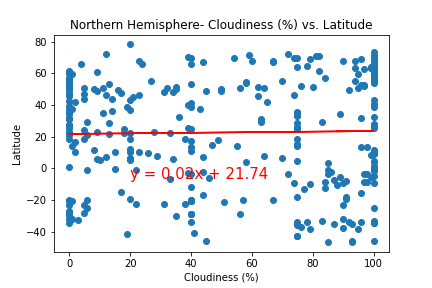 Northern Hemisphere- Cloudiness (%) vs. Latitude
80
60
40
20
0
−20
−40
Latitude
y = 0.02x + 21.74
0 20 40 60 80 100
Cloudiness (%)